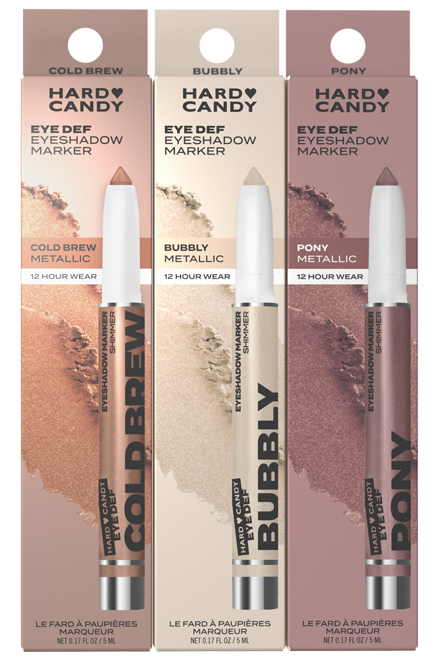 COLD BREW
HARD♥
CANDY
EYE DEF
EYESHADOW
MARKER
COLD BREW
METALLIC
12 HOUR WEAR
EYESHADOW MARKER
SHIMMER
COLD BREW
HARD♥CANDY
EYE DEF
LE FARD À PAUPIÈRES
MARQUEUR
NET 0.17 FL OZ / 5 ML
BUBBLY
HARD♥
CANDY
EYE DEF
EYESHADOW
MARKER
BUBBLY
METALLIC
12 HOUR WEAR
EYESHADOW MARKER
SHIMMER
BUBBLY
HARD♥CANDY
EYE DEF
LE FARD À PAUPIÈRES
MARQUEUR
NET 0.17 FL OZ / 5 ML
PONY
HARD♥
CANDY
EYE DEF
EYESHADOW
MARKER
PONY
METALLIC
12 HOUR WEAR
EYESHADOW MARKER
SHIMMER
PONY
HARD♥CANDY
EYE DEF
LE FARD À PAUPIÈRES
MARQUEUR
NET 0.17 FL OZ / 5 ML